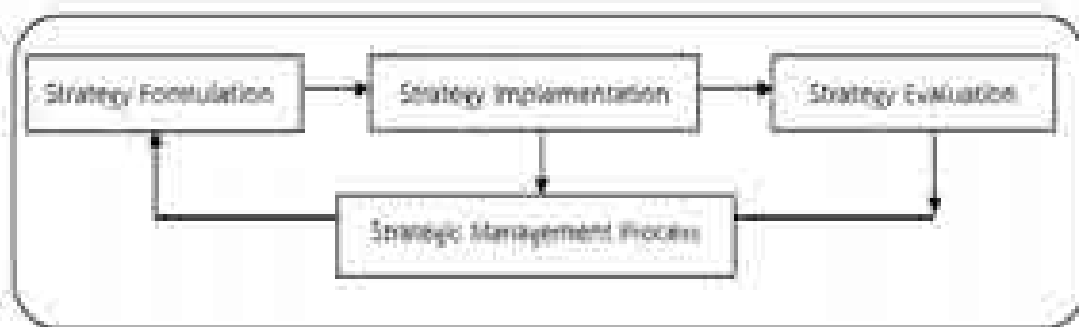 Strategy Formulation
Strategy Implementation
Strategy Evaluation
Strategic Management Process